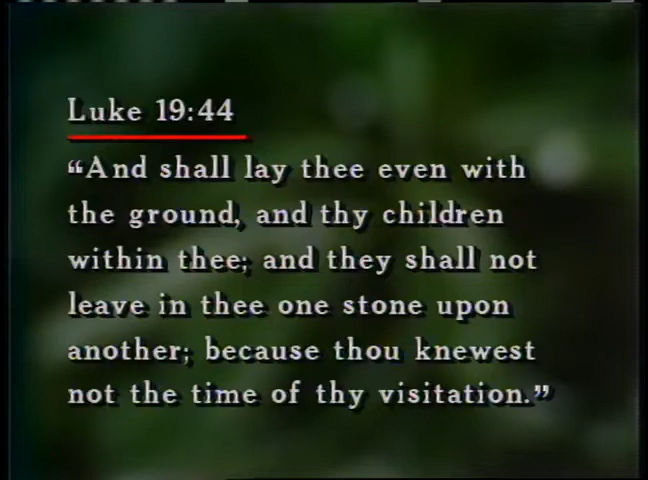 Luke 19:44
“And shall lay thee even with
the ground, and thy children
within thee; and they shall not
leave in thee one stone upon
another; because thou knewest
not the time of thy visitation.”